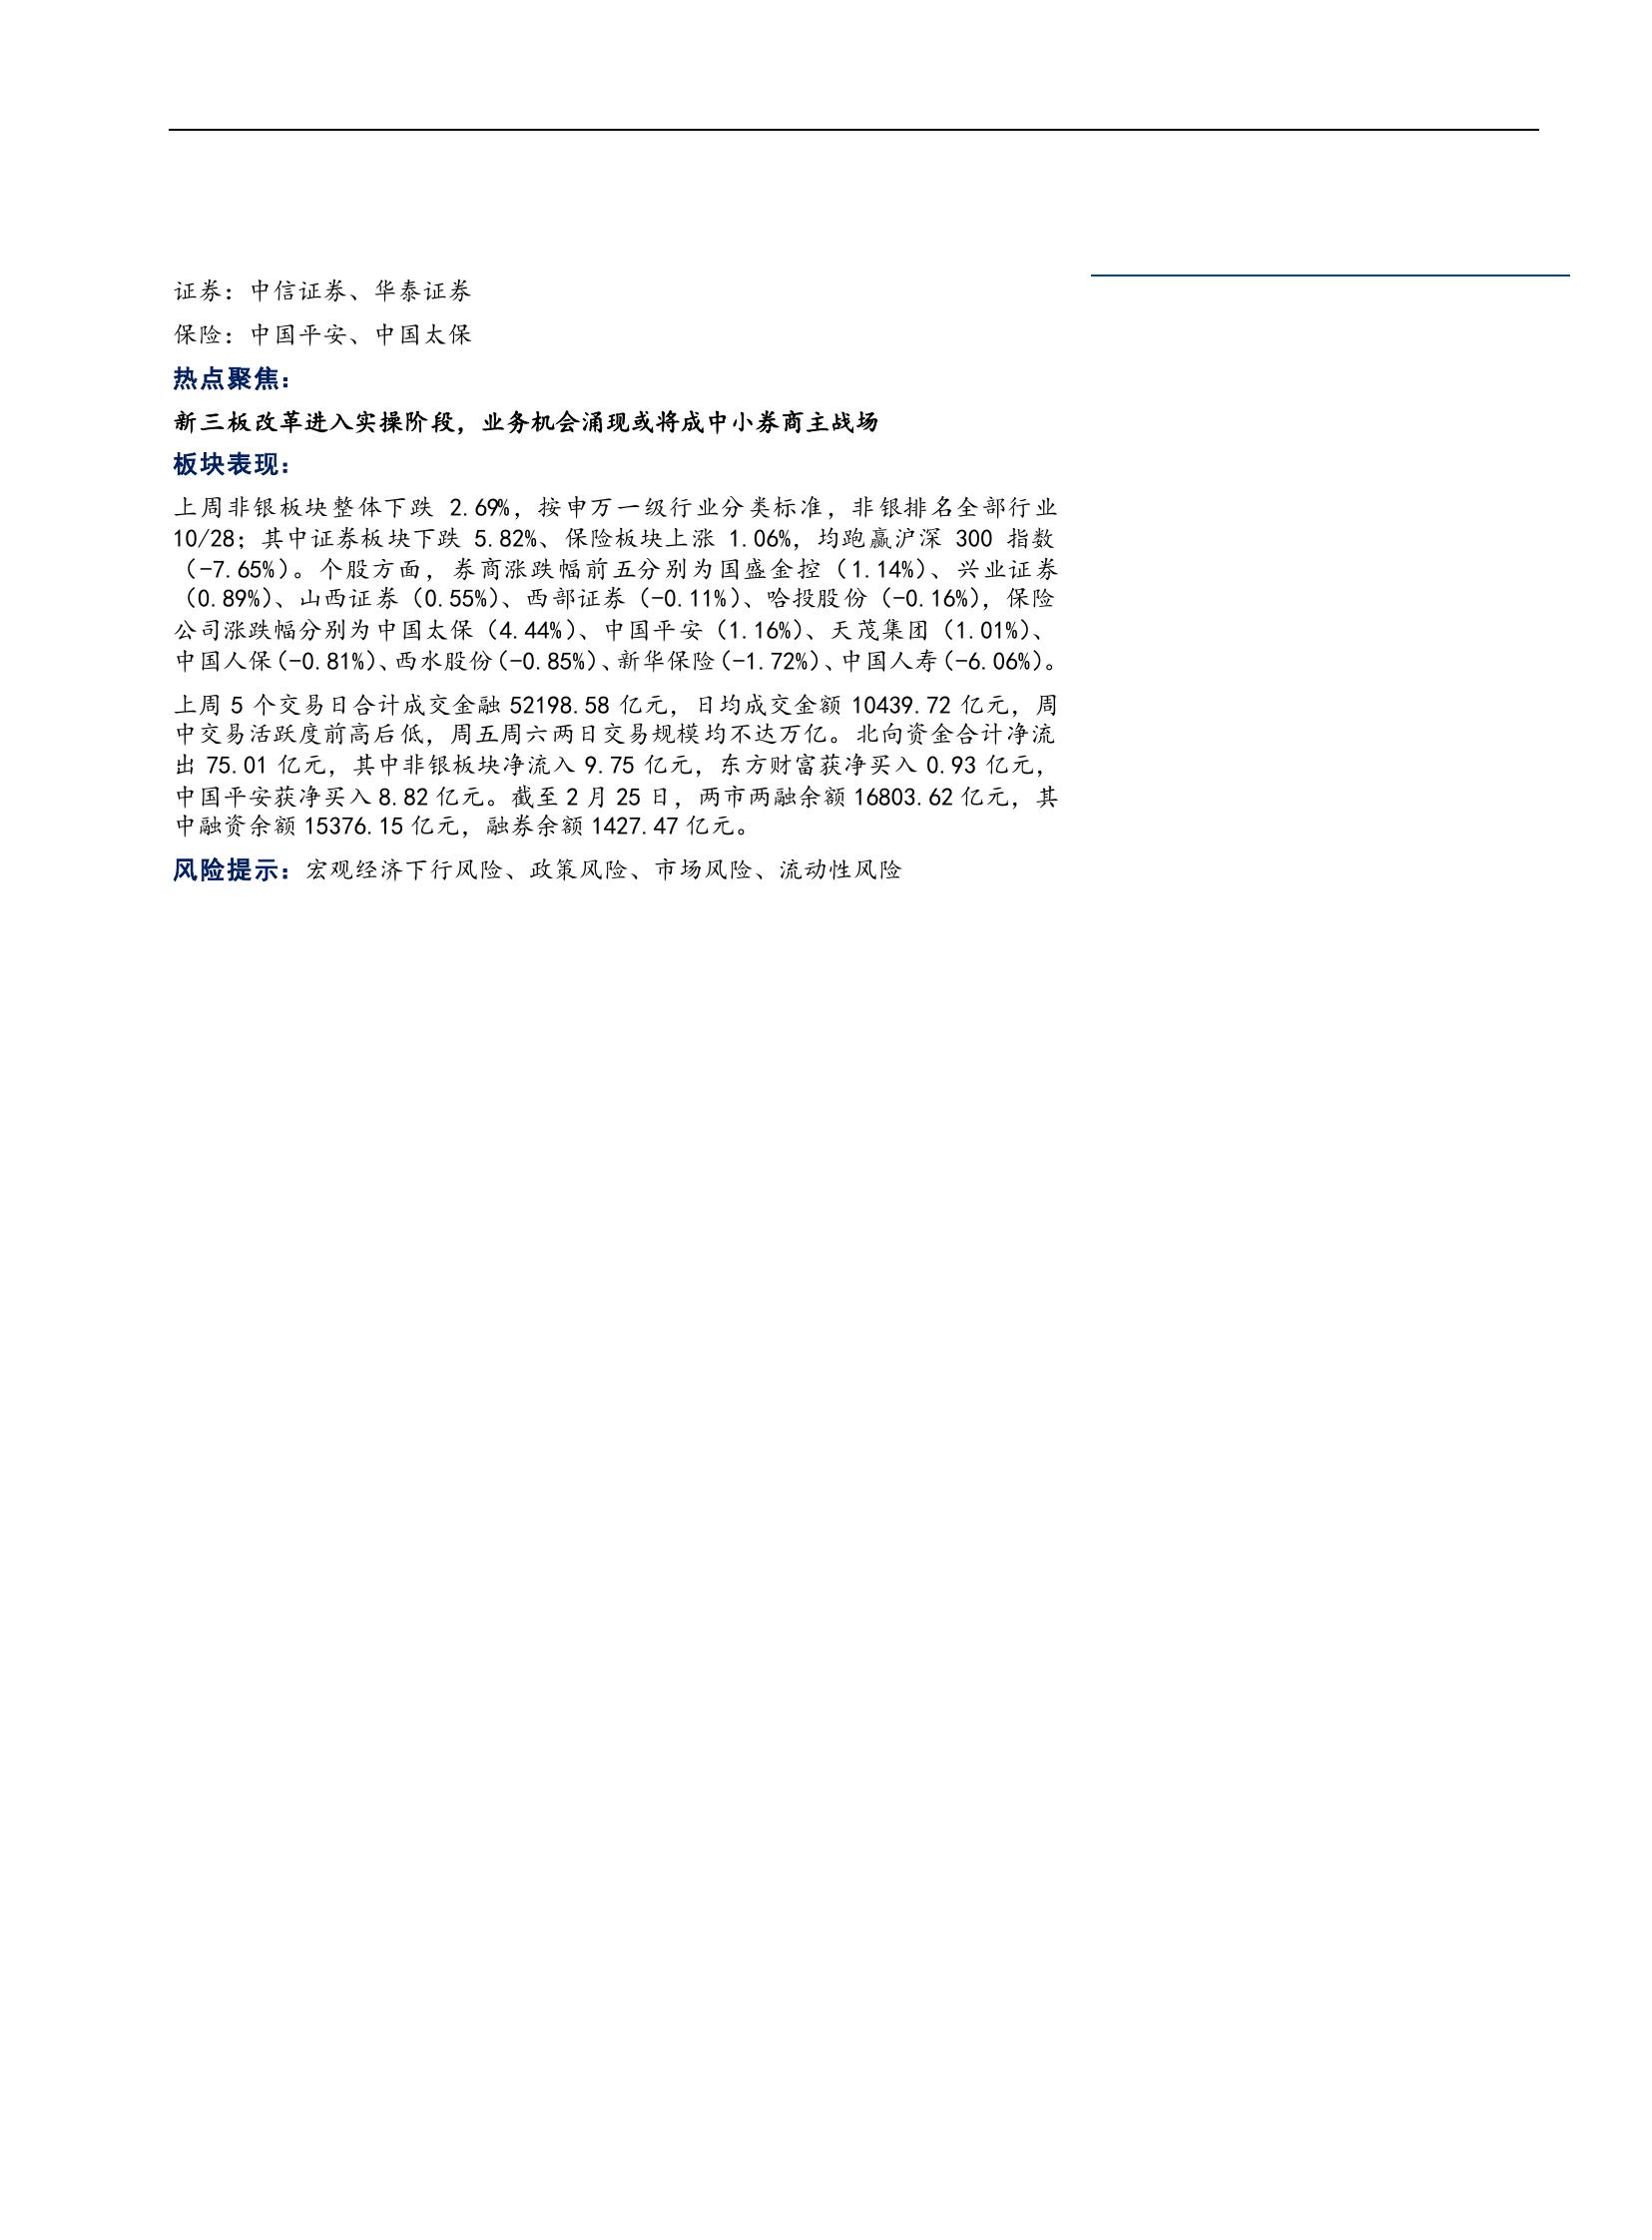 证券：中信证券、华泰证券
保险：中国平安、中国太保
热点聚焦：
新三板改革进入实操阶段，业务机会涌现或将成中小券商主战场
板块表现：
上周非银板块整体下跌 2.69%，按申万一级行业分类标准，非银排名全部行业
10/28；其中证券板块下跌 5.82%、保险板块上涨 1.06%，均跑赢沪深 300 指数
（-7.65%）。个股方面，券商涨跌幅前五分别为国盛金控（1.14%）、兴业证券
（0.89%）、山西证券（0.55%）、西部证券（-0.11%）、哈投股份（-0.16%），保险
公司涨跌幅分别为中国太保（4.44%）、中国平安（1.16%）、天茂集团（1.01%）、
中国人保（-0.81%）、西水股份（-0.85%）、新华保险（-1.72%）、中国人寿（-6.06%）。
上周 5 个交易日合计成交金融 52198.58 亿元，日均成交金额 10439.72 亿元，周
中交易活跃度前高后低，周五周六两日交易规模均不达万亿。北向资金合计净流
出 75.01 亿元，其中非银板块净流入 9.75 亿元，东方财富获净买入 0.93 亿元，
中国平安获净买入 8.82 亿元。截至 2 月 25 日，两市两融余额 16803.62 亿元，其
中融资余额 15376.15 亿元，融券余额 1427.47 亿元。
风险提示：宏观经济下行风险、政策风险、市场风险、流动性风险